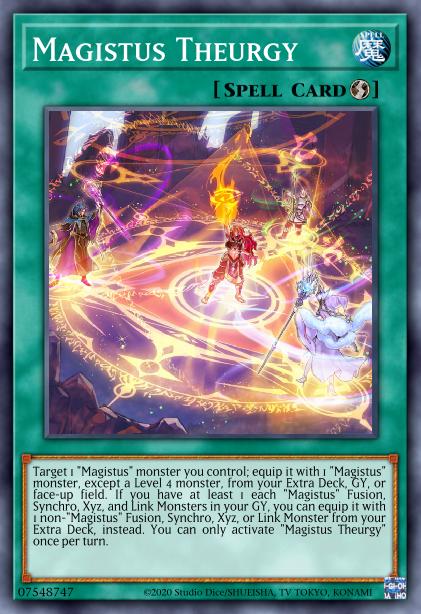 Magistus Theurgy
SPELL
魔
[Spell Card]
Target 1 "Magistus" monster you control; equip it with 1 "Magistus"
monster, except a Level 4 monster, from your Extra Deck, GY, or
face-up field. If you have at least 1 each "Magistus" Fusion,
Synchro, Xyz, and Link Monsters in your GY, you can equip it with
1 non-"Magistus" Fusion, Synchro, Xyz, or Link Monster from your
Extra Deck, instead. You can only activate "Magistus Theurgy"
once per turn.
07548747
©2020 Studio Dice/SHUEISHA, TV TOKYO, KONAMI